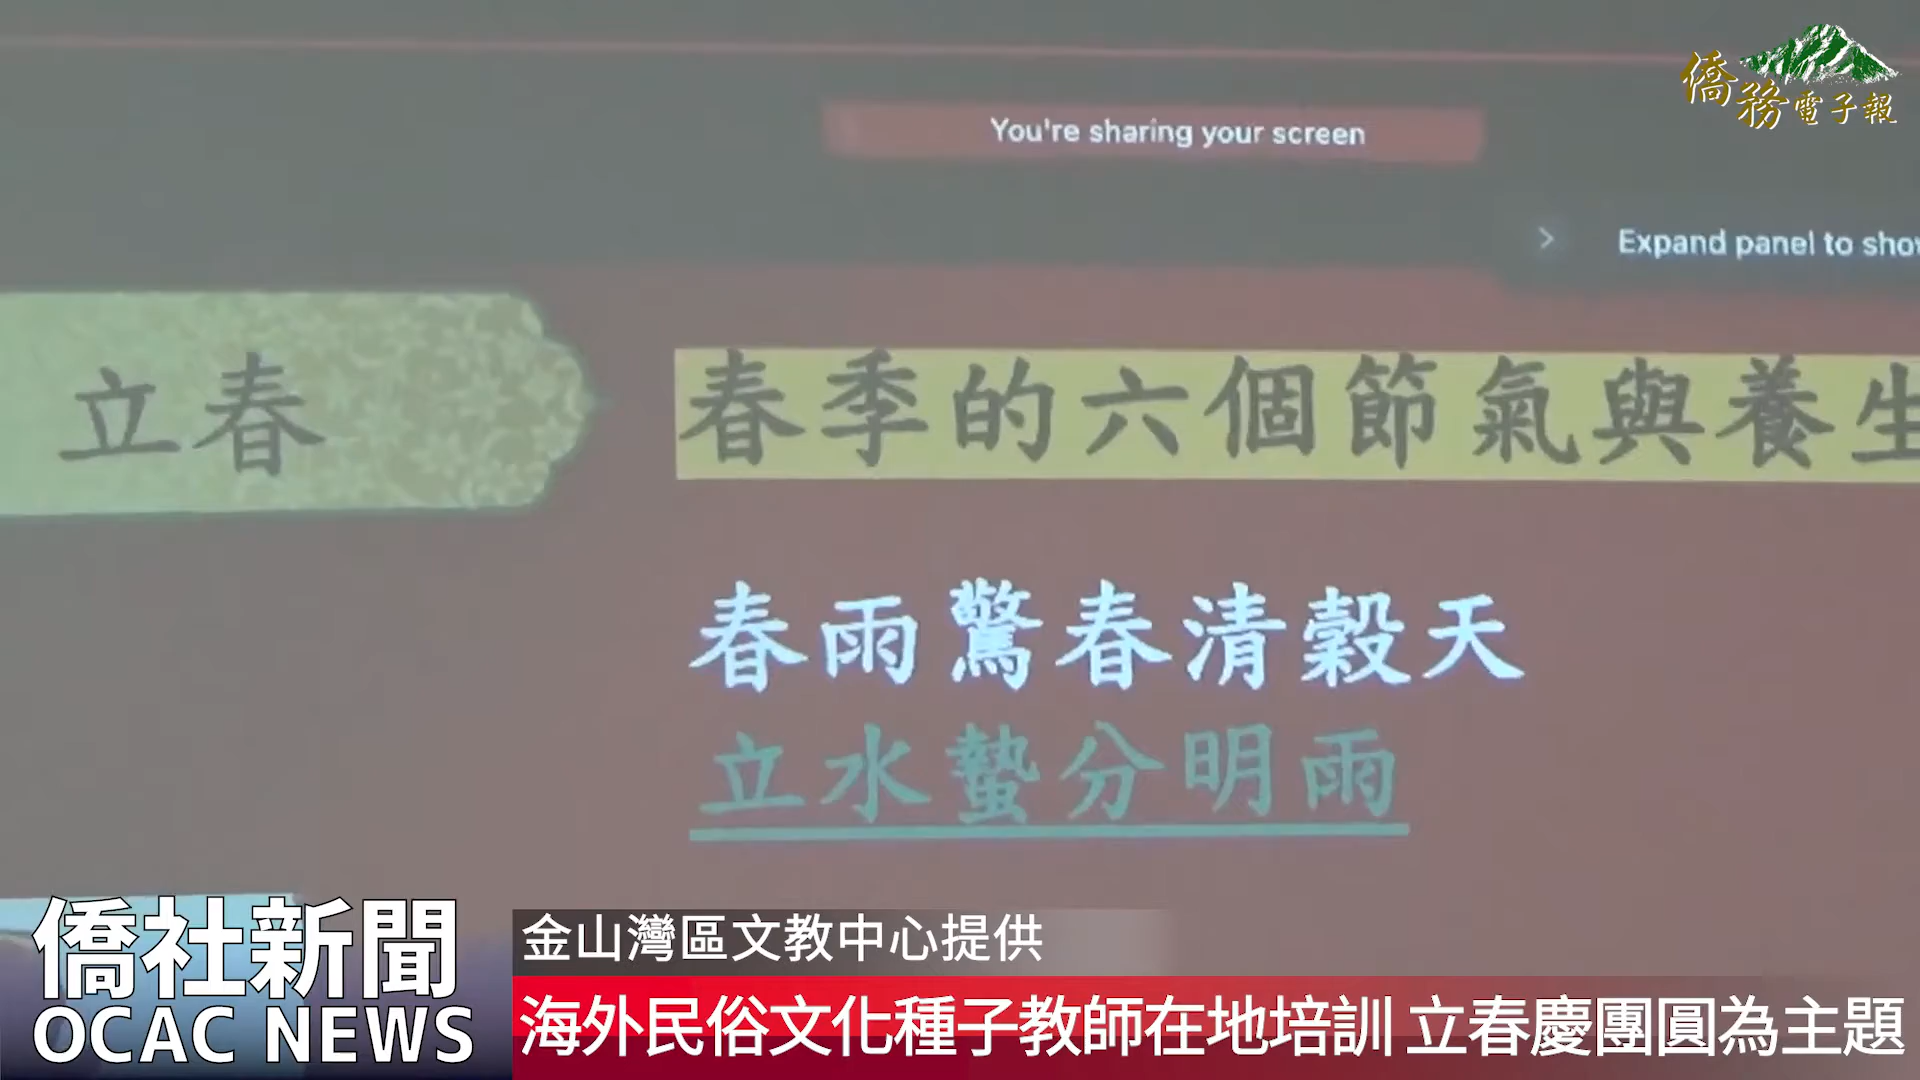 僑務電子報
You're sharing your screen
Expand panel to sho
立春
春季的六個節氣與養生
春雨驚春清穀天
立水蟄分明雨
僑社新聞
OCAC NEWS
金山灣區文教中心提供
海外民俗文化種子教師在地培訓 立春慶團圓為主題